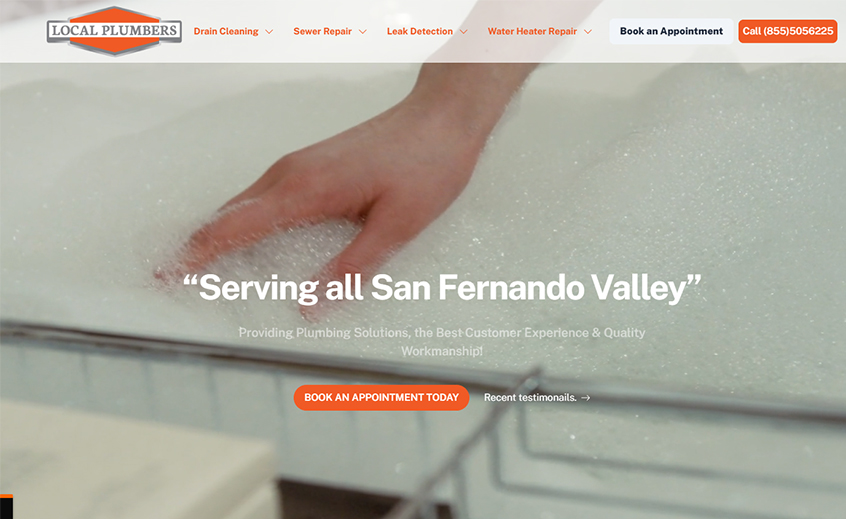 LOCAL PLUMBERS
Drain Cleaning
Sewer Repair
Leak Detection
Water Heater Repair
Book an Appointment
Call (855)5056225
“Serving all San Fernando Valley”
Providing Plumbing Solutions, the Best Customer Experience & Quality
Workmanship!
BOOK AN APPOINTMENT TODAY
Recent testimonails. →